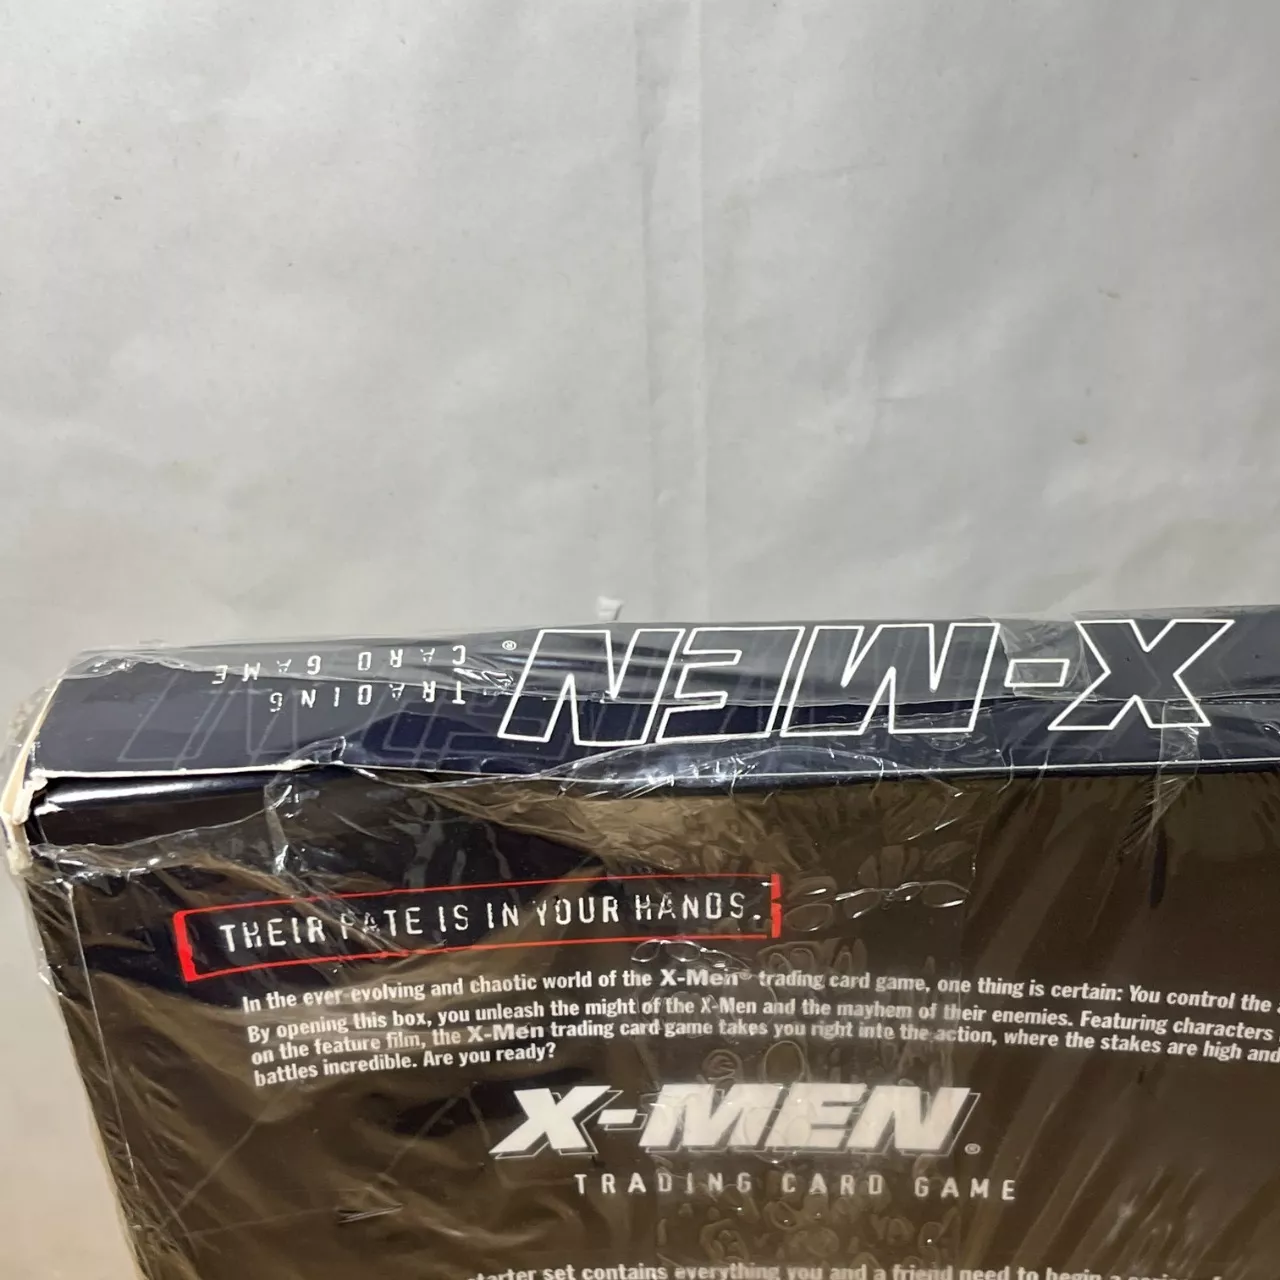 X-MEN®
TRADING
CARD GAME
THEIR FATE IS IN YOUR HANDS.
In the ever-evolving and chaotic world of the X-Men® trading card game, one thing is certain: You control the
By opening this box, you unleash the might of the X-Men and the mayhem of their enemies. Featuring characters
on the feature film, the X-Men trading card game takes you right into the action, where the stakes are high and
battles incredible. Are you ready?
X-MEN®
TRADING CARD GAME
starter set contains everything you and a friend need to begin